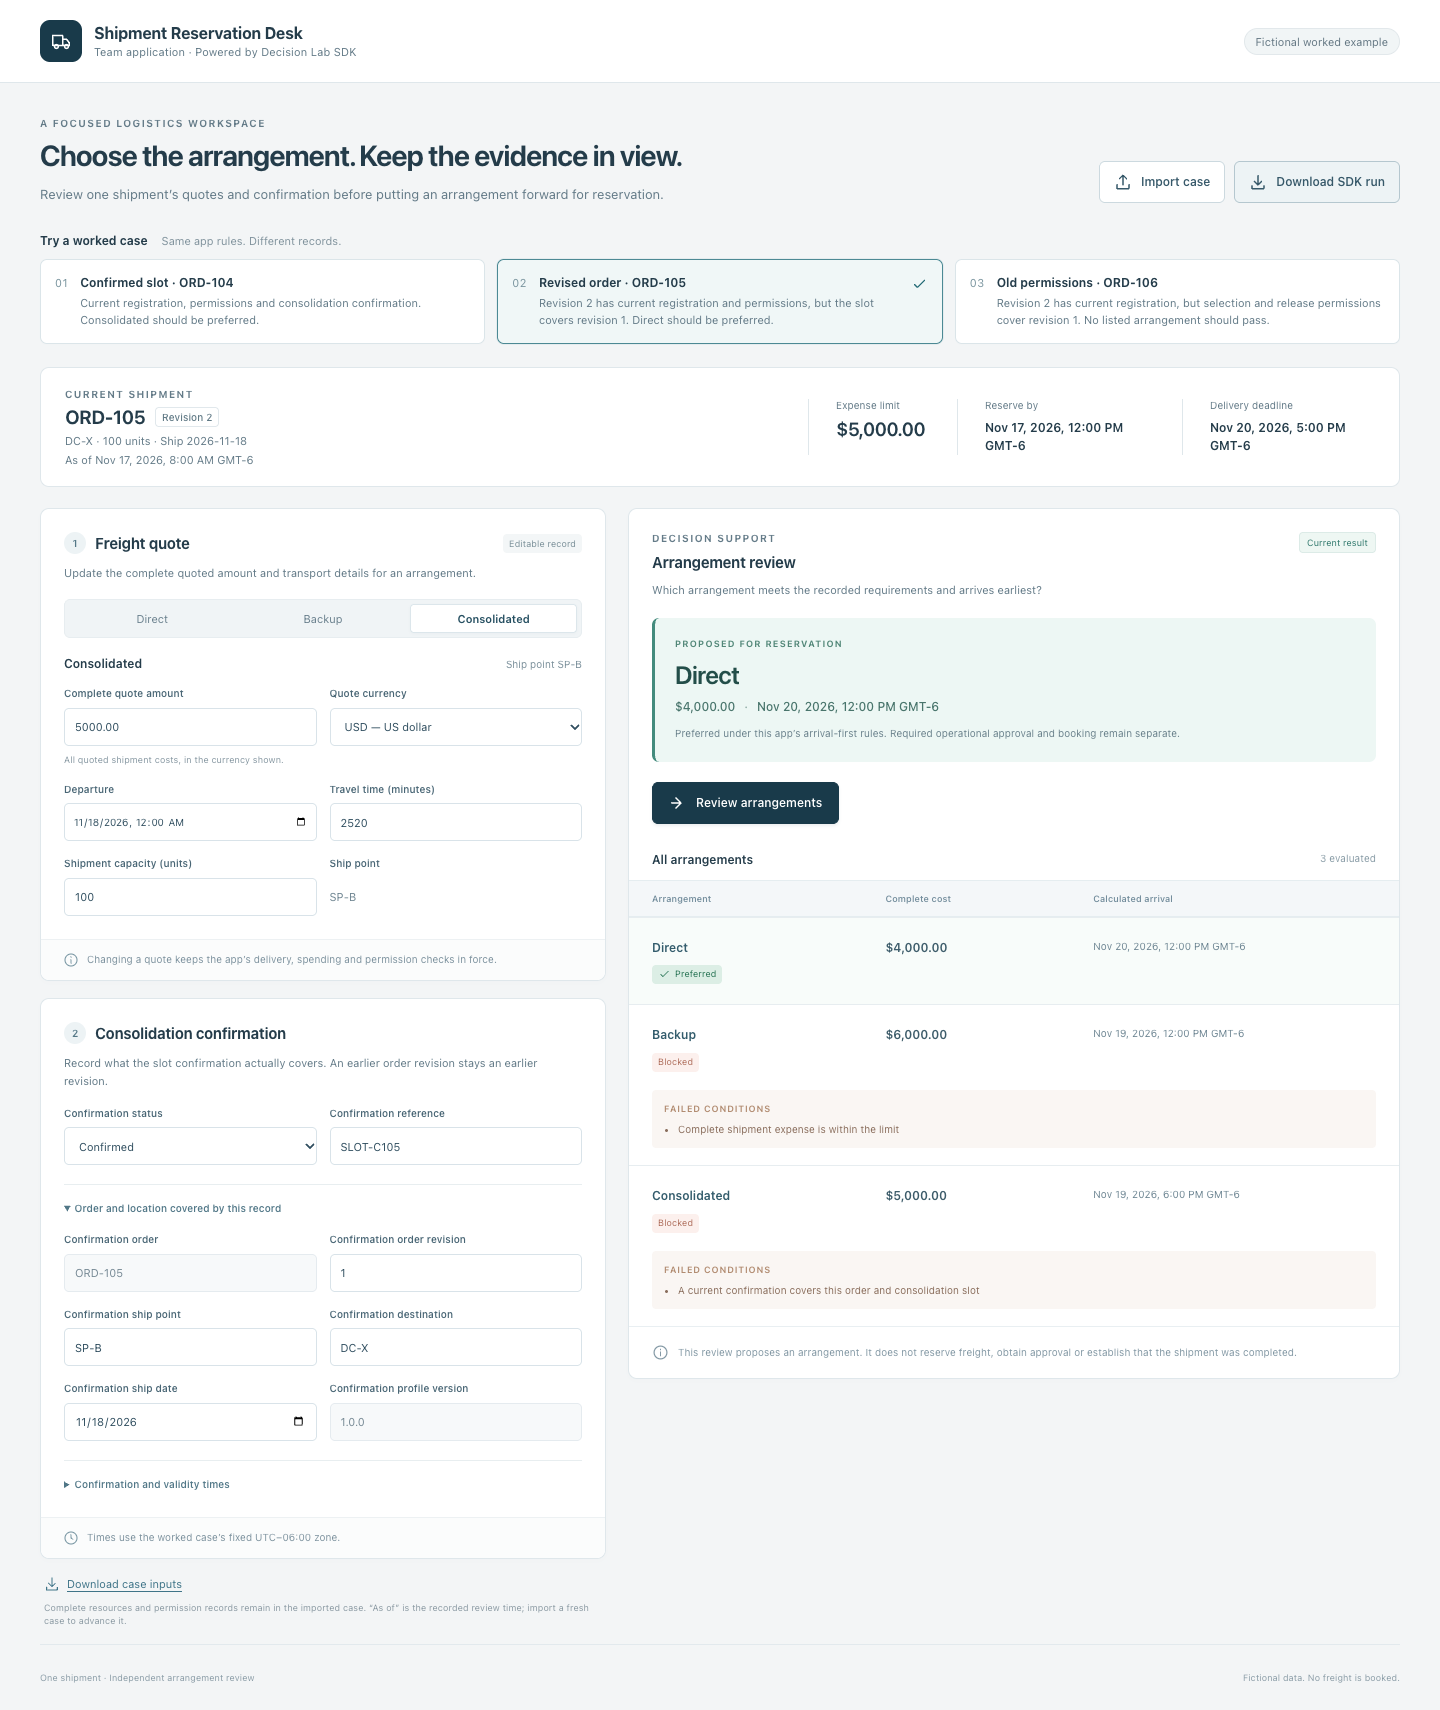 Shipment Reservation Desk
Team application · Powered by Decision Lab SDK
Fictional worked example
A FOCUSED LOGISTICS WORKSPACE
Choose the arrangement. Keep the evidence in view.
Review one shipment's quotes and confirmation before putting an arrangement forward for reservation.
Import case
Download SDK run
Try a worked case
Same app rules. Different records.
01
Confirmed slot · ORD-104
Current registration, permissions and consolidation confirmation.
Consolidated should be preferred.
02
Revised order · ORD-105
Revision 2 has current registration and permissions, but the slot
covers revision 1. Direct should be preferred.
03
Old permissions · ORD-106
Revision 2 has current registration, but selection and release permissions
cover revision 1. No listed arrangement should pass.
CURRENT SHIPMENT
ORD-105
Revision 2
DC-X · 100 units · Ship 2026-11-18
As of Nov 17, 2026, 8:00 AM GMT-6
Expense limit
$5,000.00
Reserve by
Nov 17, 2026, 12:00 PM
GMT-6
Delivery deadline
Nov 20, 2026, 5:00 PM
GMT-6
1
Freight quote
Editable record
Update the complete quoted amount and transport details for an arrangement.
Direct
Backup
Consolidated
Consolidated
Ship point SP-B
Complete quote amount
Quote currency
5000.00
USD — US dollar
All quoted shipment costs, in the currency shown.
Departure
Travel time (minutes)
11/18/2026, 12:00 AM
2520
Shipment capacity (units)
Ship point
100
SP-B
Changing a quote keeps the app's delivery, spending and permission checks in force.
2
Consolidation confirmation
Record what the slot confirmation actually covers. An earlier order revision stays an earlier
revision.
Confirmation status
Confirmation reference
Confirmed
SLOT-C105
Order and location covered by this record
Confirmation order
Confirmation order revision
ORD-105
1
Confirmation ship point
Confirmation destination
SP-B
DC-X
Confirmation ship date
Confirmation profile version
11/18/2026
1.0.0
Confirmation and validity times
Times use the worked case's fixed UTC−06:00 zone.
Download case inputs
Complete resources and permission records remain in the imported case. “As of” is the recorded review time; import a fresh
case to advance it.
DECISION SUPPORT
Current result
Arrangement review
Which arrangement meets the recorded requirements and arrives earliest?
PROPOSED FOR RESERVATION
Direct
$4,000.00 · Nov 20, 2026, 12:00 PM GMT-6
Preferred under this app's arrival-first rules. Required operational approval and booking remain separate.
Review arrangements
All arrangements
3 evaluated
Arrangement
Complete cost
Calculated arrival
Direct
$4,000.00
Nov 20, 2026, 12:00 PM GMT-6
Preferred
Backup
$6,000.00
Nov 19, 2026, 12:00 PM GMT-6
Blocked
FAILED CONDITIONS
• Complete shipment expense is within the limit
Consolidated
$5,000.00
Nov 19, 2026, 6:00 PM GMT-6
Blocked
FAILED CONDITIONS
• A current confirmation covers this order and consolidation slot
This review proposes an arrangement. It does not reserve freight, obtain approval or establish that the shipment was completed.
One shipment · Independent arrangement review
Fictional data. No freight is booked.